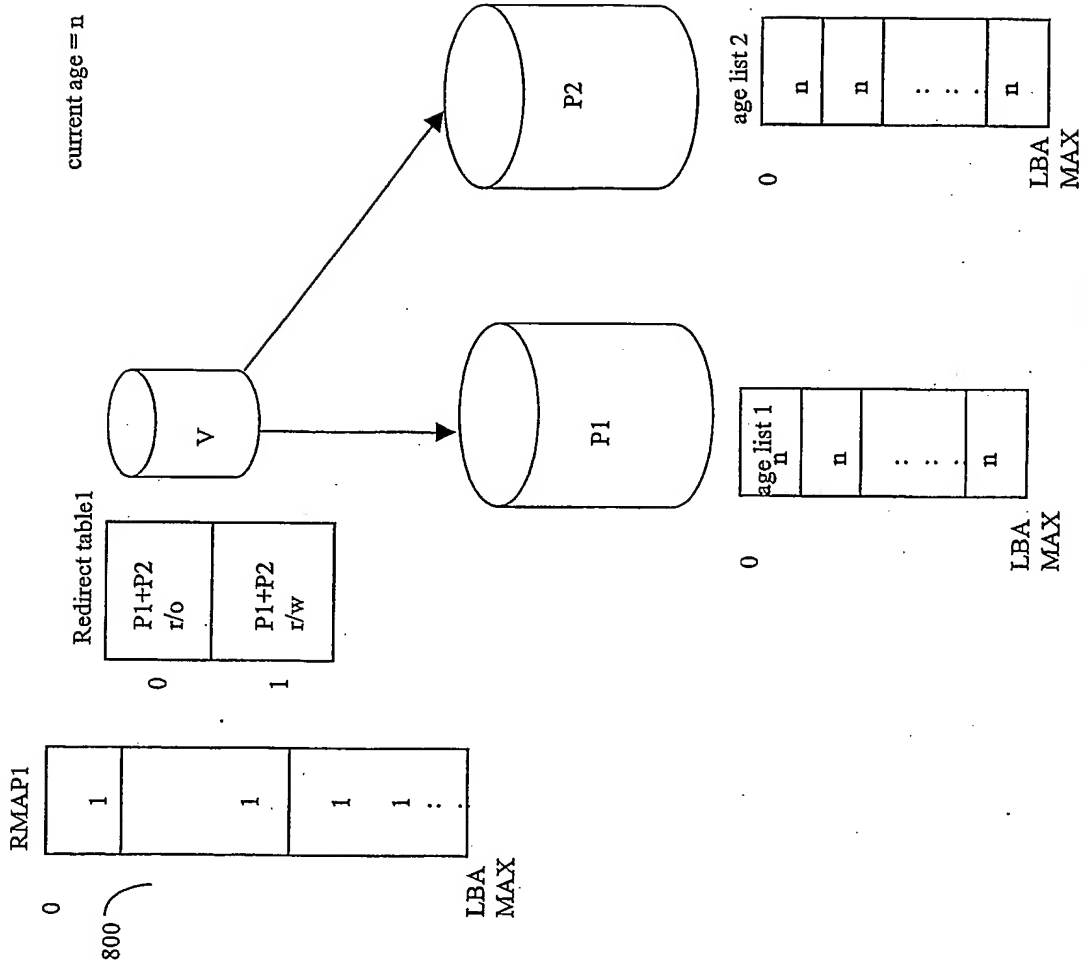 current age = n
RMAP1
0
800
1
1
1
1
LBA
MAX
Redirect table1
0
P1+P2
r/o
1
P1+P2
r/w
V
P1
P2
age list 1
0
n
n
n
LBA
MAX
age list 2
0
n
n
n
LBA
MAX